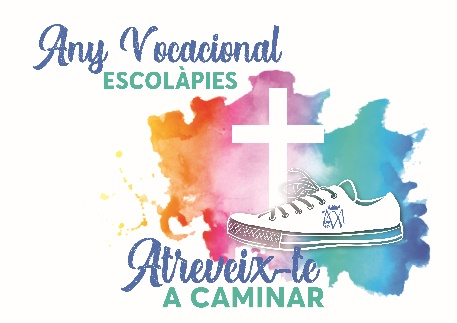 Any Vocacional
ESCOLÀPIES
Atreveix-te
A CAMINAR